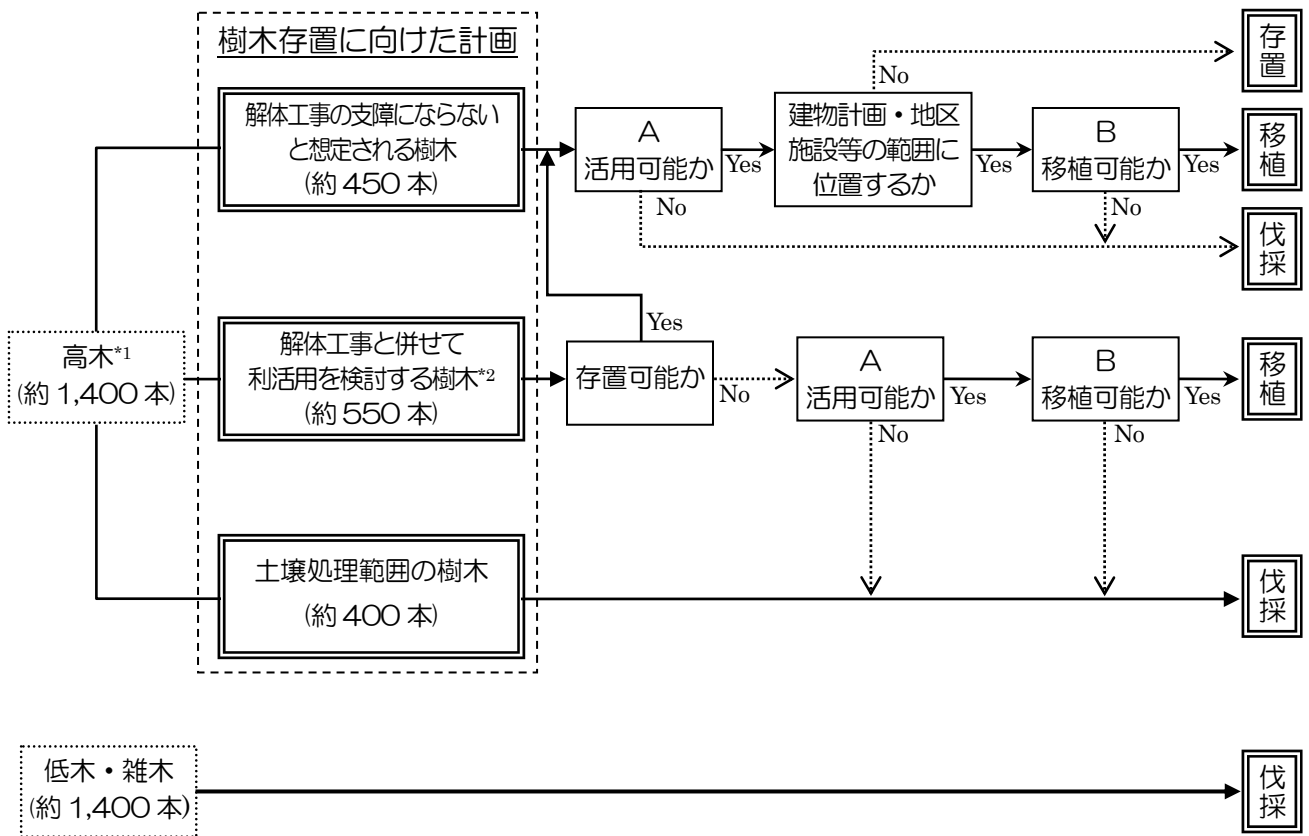 樹木存置に向けた計画
解体工事の支障にならない
と想定される樹木
(約 450 本)
A
活用可能か
Yes
No
建物計画・地区
施設等の範囲に
位置するか
No
Yes
B
移植可能か
Yes
No
存置
移植
伐採
高木*1
(約 1,400 本)
解体工事と併せて
利活用を検討する樹木*2
(約 550 本)
存置可能か
Yes
No
A
活用可能か
Yes
No
B
移植可能か
Yes
No
移植
土壌処理範囲の樹木
(約 400 本)
伐採
低木・雑木
(約 1,400 本)
伐採